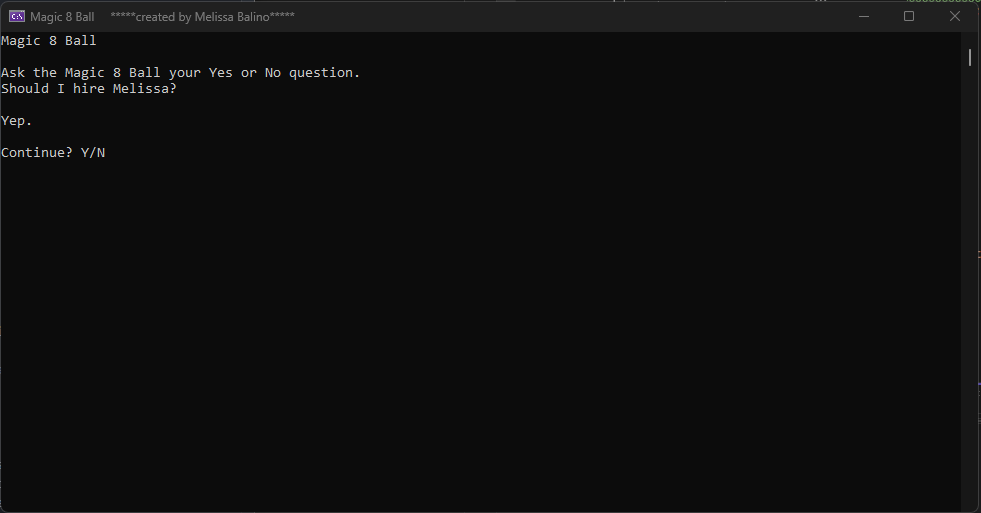 Magic 8 Ball *****created by Melissa Balino*****
Magic 8 Ball
Ask the Magic 8 Ball your Yes or No question.
Should I hire Melissa?
Yep.
Continue? Y/N